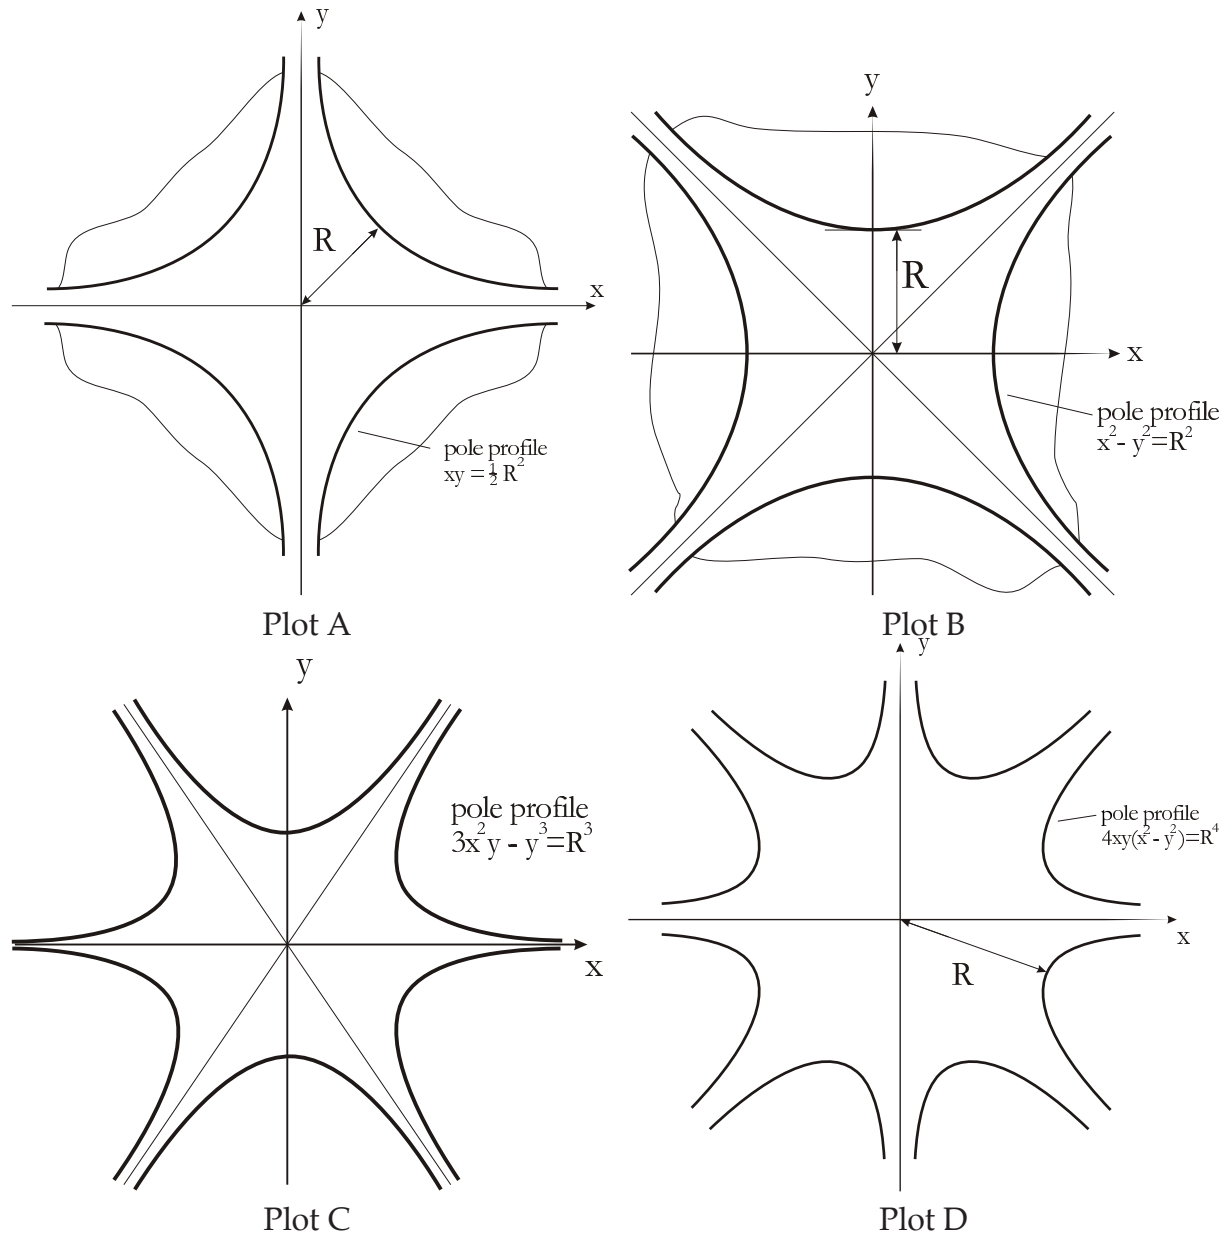 y
R
x
pole profile
xy = ½ R²
Plot A
y
R
x
pole profile
x² - y² = R²
Plot B
y
pole profile
3x²y - y³ = R³
x
Plot C
y
pole profile
4xy(x² - y²) = R⁴
x
R
Plot D